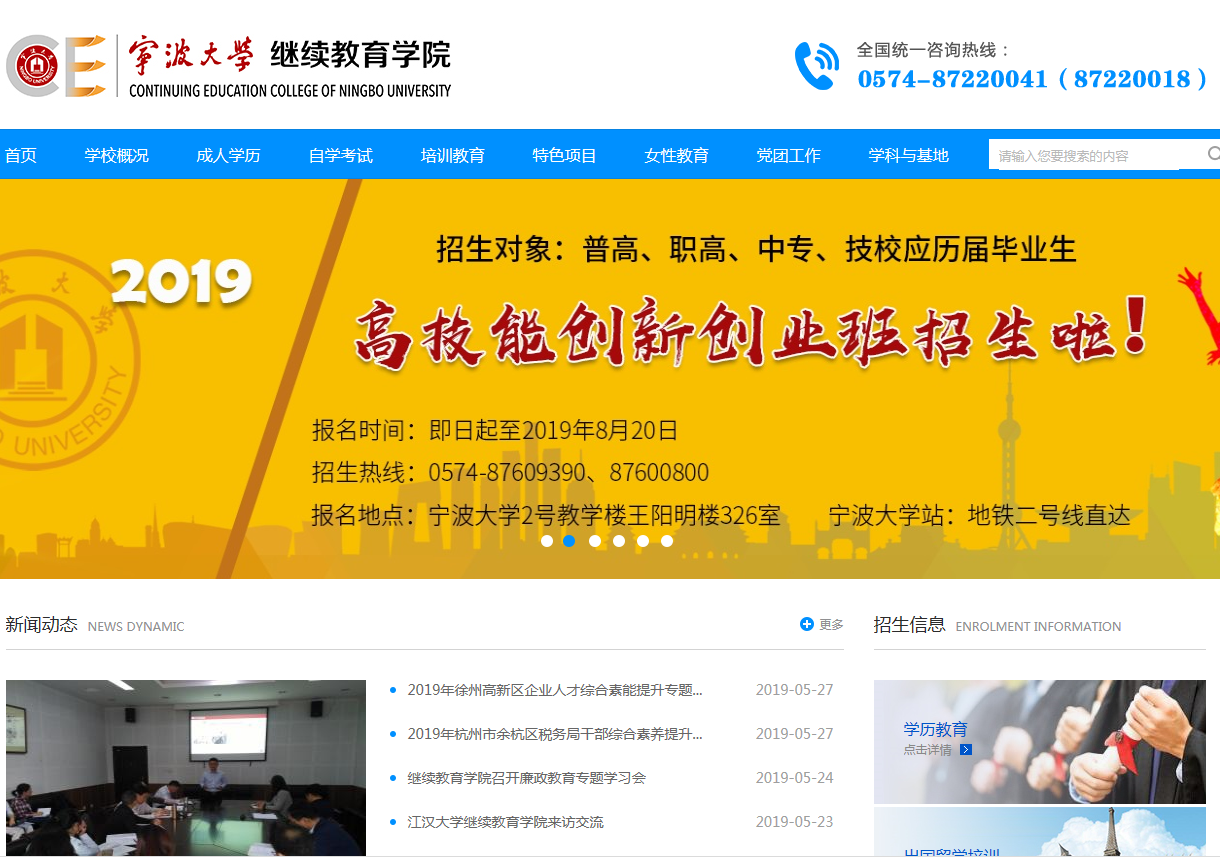 宁波大学 继续教育学院
CONTINUING EDUCATION COLLEGE OF NINGBO UNIVERSITY
全国统一咨询热线：
0574-87220041（87220018）
首页 学校概况 成人学历 自学考试 培训教育 特色项目 女性教育 党团工作 学科与基地 请输入您要搜索的内容
2019
招生对象：普高、职高、中专、技校应历届毕业生
高技能创新创业班招生啦！
报名时间：即日起至2019年8月20日
招生热线：0574-87609390、87600800
报名地点：宁波大学2号教学楼王阳明楼326室 宁波大学站：地铁二号线直达
波大学
UNIVERSITY
新闻动态 NEWS DYNAMIC 更多
招生信息 ENROLMENT INFORMATION
2019年徐州高新区企业人才综合素能提升专题... 2019-05-27
2019年杭州市余杭区税务局干部综合素养提升... 2019-05-27
继续教育学院召开廉政教育专题学习会 2019-05-24
江汉大学继续教育学院来访交流 2019-05-23
学历教育
点击详情
出国留学培训